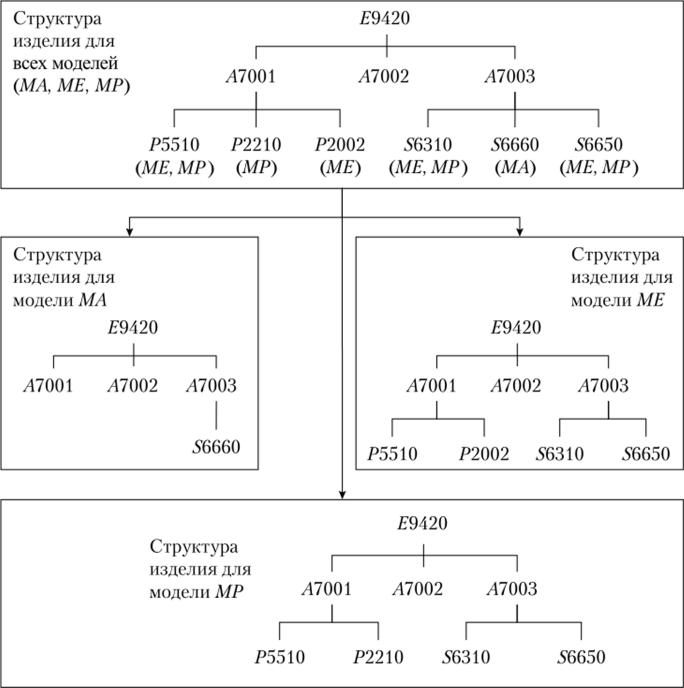 Структура
изделия для
всех моделей
(MA, ME, MP)
E9420
A7001 A7002 A7003
P5510 P2210 P2002 S6310 S6660 S6650
(ME, MP) (MP) (ME) (ME, MP) (MA) (ME, MP)
Структура
изделия для
модели MA
E9420
A7001 A7002 A7003
S6660
Структура
изделия для
модели ME
E9420
A7001 A7002 A7003
P5510 P2002 S6310 S6650
Структура
изделия для
модели MP
E9420
A7001 A7002 A7003
P5510 P2210 S6310 S6650